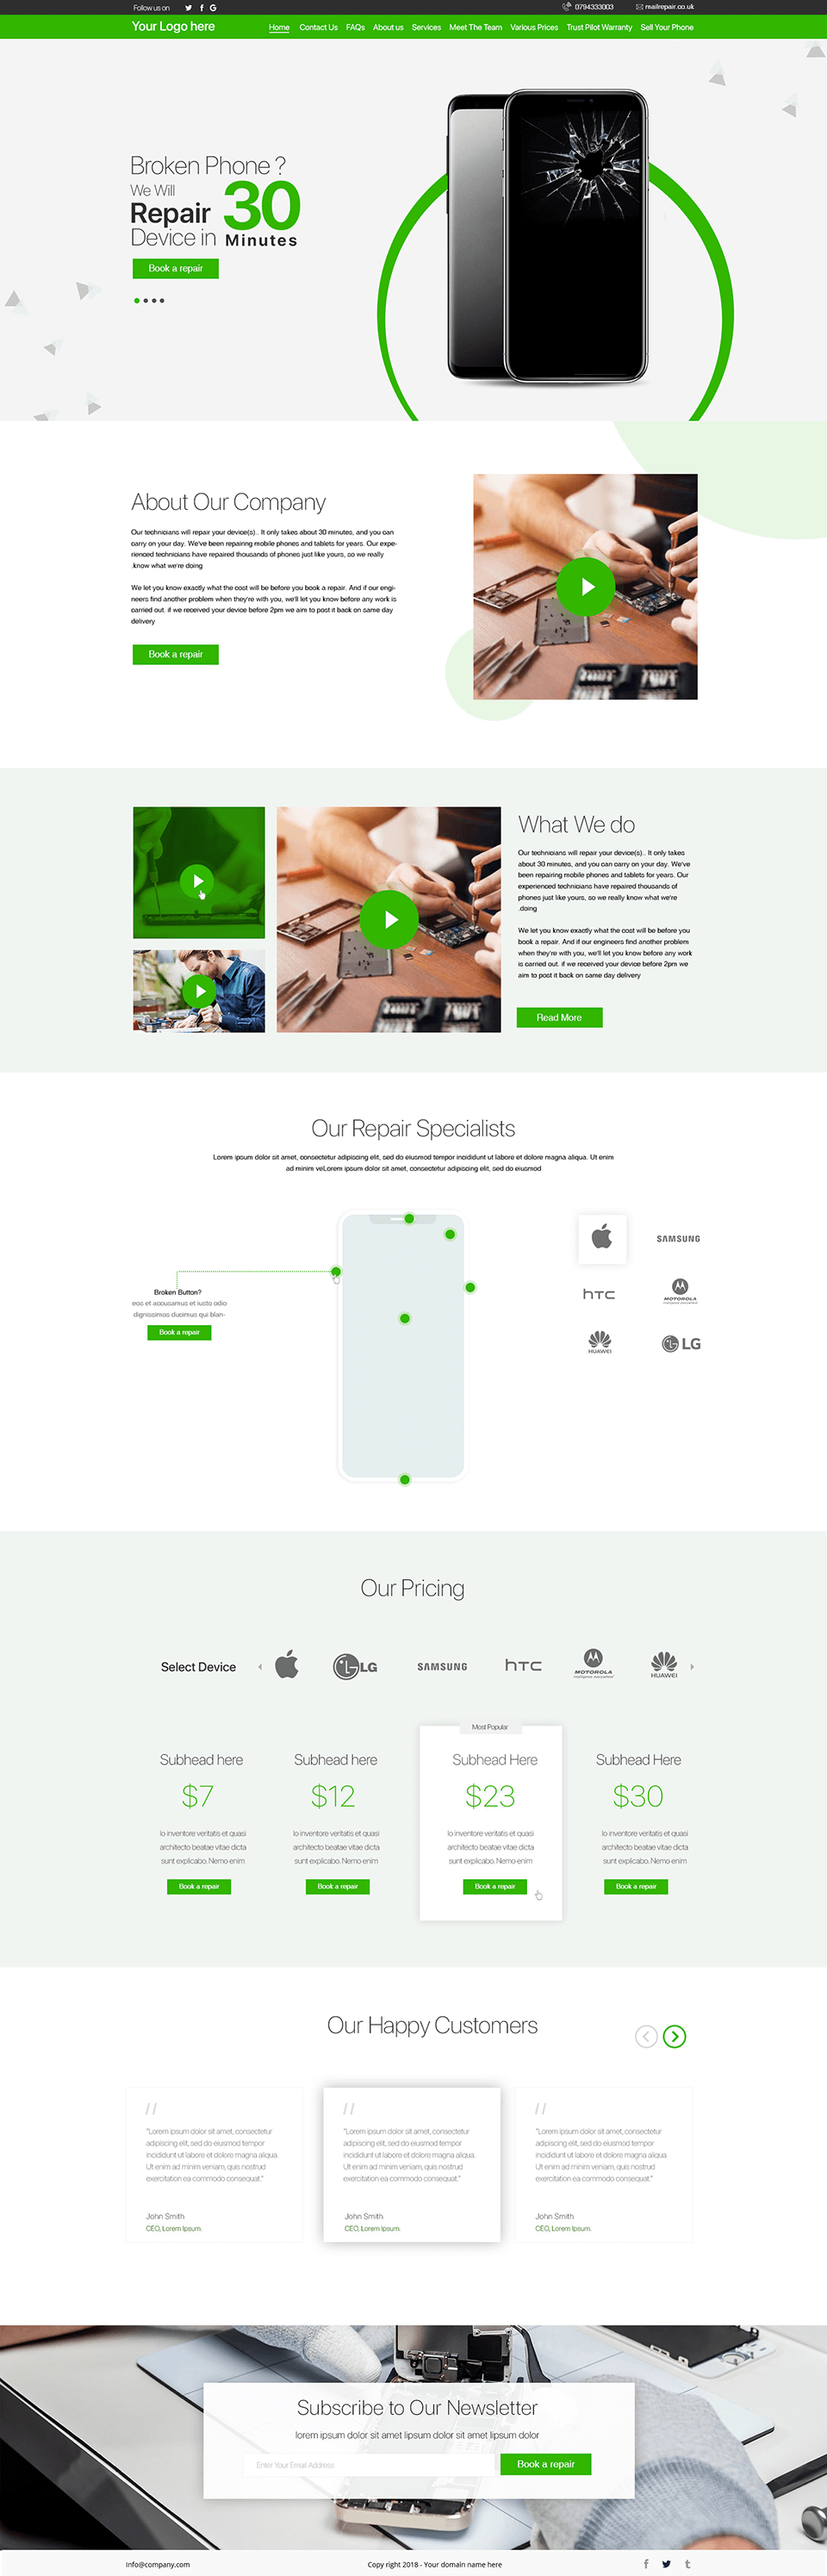 Follow us on
0794333003
mailrepair.co.uk
Your Logo here
Home Contact Us FAQs About us Services Meet The Team Various Prices Trust Pilot Warranty Sell Your Phone
Broken Phone ?
We Will
Repair 30
Device in Minutes
Book a repair
About Our Company
Our technicians will repair your device(s).. It only takes about 30 minutes, and you can
carry on your day. We've been repairing mobile phones and tablets for years. Our expe-
rienced technicians have repaired thousands of phones just like yours, so we really
.know what we're doing
We let you know exactly what the cost will be before you book a repair. And if our engi-
neers find another problem when they're with you, we'll let you know before any work is
carried out. if we received your device before 2pm we aim to post it back on same day
delivery
Book a repair
What We do
Our technicians will repair your device(s).. It only takes
about 30 minutes, and you can carry on your day. We've
been repairing mobile phones and tablets for years. Our
experienced technicians have repaired thousands of
phones just like yours, so we really know what we're
.doing
We let you know exactly what the cost will be before you
book a repair. And if our engineers find another problem
when they're with you, we'll let you know before any work
is carried out. if we received your device before 2pm we
aim to post it back on same day delivery
Read More
Our Repair Specialists
Lorem ipsum dolor sit amet, consectetur adipiscing elit, sed do eiusmod tempor incididunt ut labore et dolore magna aliqua. Ut enim
ad minim veLorem ipsum dolor sit amet, consectetur adipiscing elit, sed do eiusmod
Broken Button?
eos et accusamus et iusto odio
dignissimos ducimus qui blan-
Book a repair
SAMSUNG
hTC
MOTOROLA
HUAWEI
LG
Our Pricing
Select Device
LG
SAMSUNG
hTC
MOTOROLA
HUAWEI
Most Popular
Subhead here
$7
Io inventore veritatis et quasi
architecto beatae vitae dicta
sunt explicabo. Nemo enim
Book a repair
Subhead here
$12
Io inventore veritatis et quasi
architecto beatae vitae dicta
sunt explicabo. Nemo enim
Book a repair
Subhead Here
$23
Io inventore veritatis et quasi
architecto beatae vitae dicta
sunt explicabo. Nemo enim
Book a repair
Subhead Here
$30
Io inventore veritatis et quasi
architecto beatae vitae dicta
sunt explicabo. Nemo enim
Book a repair
Our Happy Customers
"Lorem ipsum dolor sit amet, consectetur
adipiscing elit, sed do eiusmod tempor
incididunt ut labore et dolore magna aliqua.
Ut enim ad minim veniam, quis nostrud
exercitation ea commodo consequat."
John Smith
CEO, Lorem Ipsum.
"Lorem ipsum dolor sit amet, consectetur
adipiscing elit, sed do eiusmod tempor
incididunt ut labore et dolore magna aliqua.
Ut enim ad minim veniam, quis nostrud
exercitation ea commodo consequat."
John Smith
CEO, Lorem Ipsum.
"Lorem ipsum dolor sit amet, consectetur
adipiscing elit, sed do eiusmod tempor
incididunt ut labore et dolore magna aliqua.
Ut enim ad minim veniam, quis nostrud
exercitation ea commodo consequat."
John Smith
CEO, Lorem Ipsum.
Subscribe to Our Newsletter
lorem ipsum dolor sit amet lipsum dolor sit amet lipsum dolor
Enter Your Email Address
Book a repair
Info@company.com
Copy right 2018 - Your domain name here